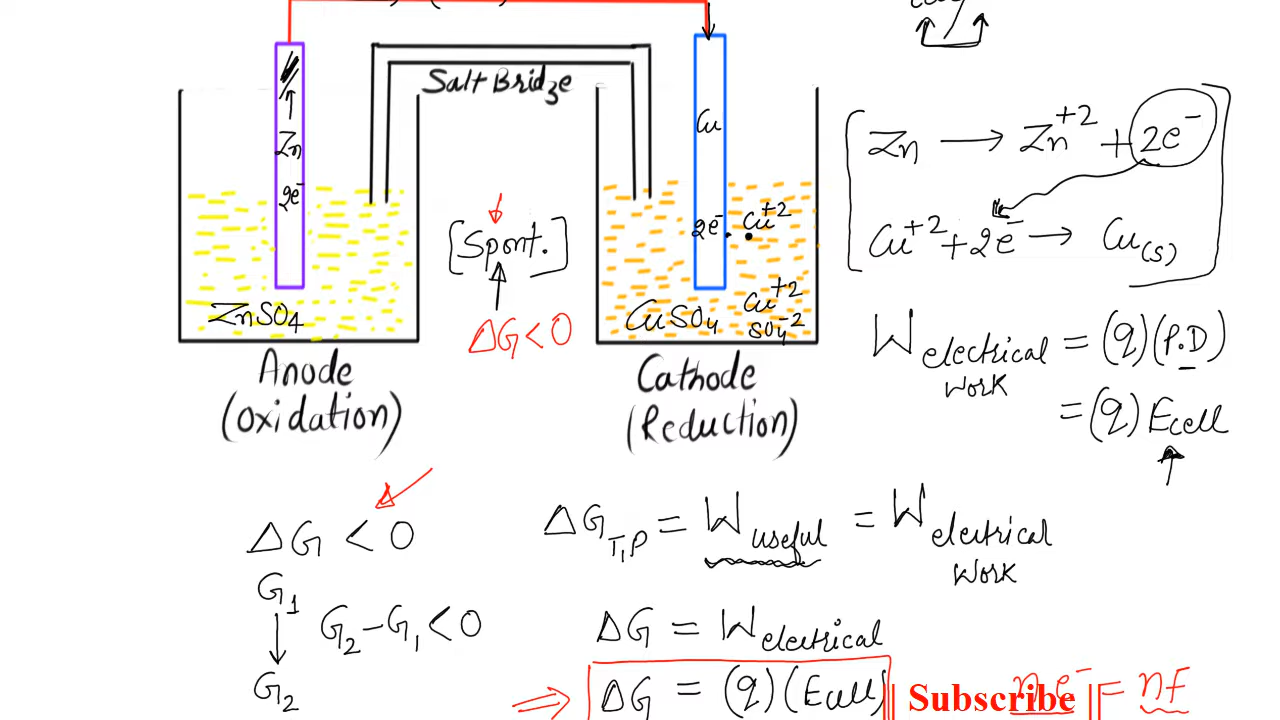 Salt Bridge
Zn
2e⁻
ZnSO4
Anode
(Oxidation)
[Spont.]
ΔG < 0
Cu
2e⁻
Cu+2
CuSO4
Cu+2
SO4-2
Cathode
(Reduction)
Zn → Zn+2 + 2e⁻
Cu+2 + 2e⁻ → Cu(s)
W electrical work = (q)(P.D)
= (q) Ecell
ΔG < 0
G1
G2 - G1 < 0
G2
ΔG T,P = W useful = W electrical work
ΔG = W electrical
⇒ ΔG = (q)(Ecell)
|| Subscribe ||
n e⁻ = nF